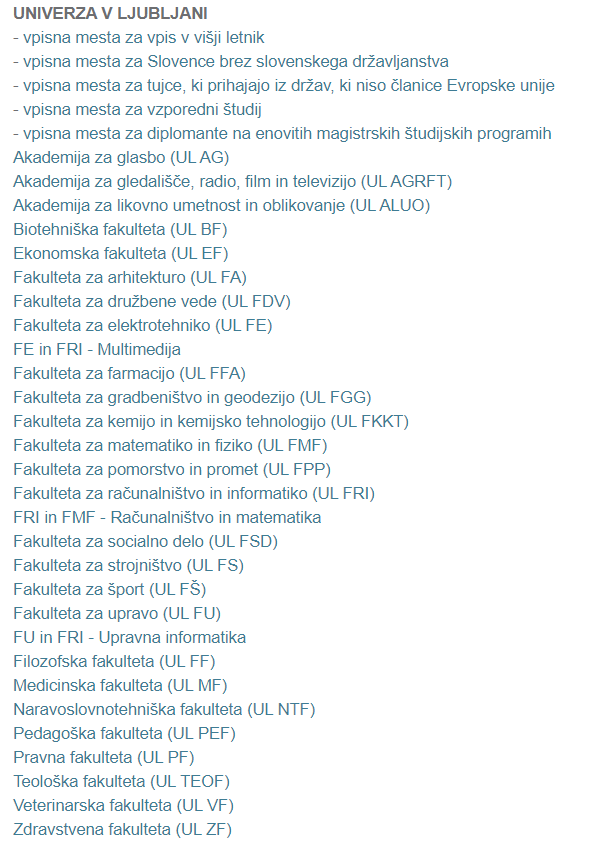 UNIVERZA V LJUBLJANI
- vpisna mesta za vpis v višji letnik
- vpisna mesta za Slovence brez slovenskega državljanstva
- vpisna mesta za tujce, ki prihajajo iz držav, ki niso članice Evropske unije
- vpisna mesta za vzporedni študij
- vpisna mesta za diplomante na enovitih magistrskih študijskih programih
Akademija za glasbo (UL AG)
Akademija za gledališče, radio, film in televizijo (UL AGRFT)
Akademija za likovno umetnost in oblikovanje (UL ALUO)
Biotehniška fakulteta (UL BF)
Ekonomska fakulteta (UL EF)
Fakulteta za arhitekturo (UL FA)
Fakulteta za družbene vede (UL FDV)
Fakulteta za elektrotehniko (UL FE)
FE in FRI - Multimedija
Fakulteta za farmacijo (UL FFA)
Fakulteta za gradbeništvo in geodezijo (UL FGG)
Fakulteta za kemijo in kemijsko tehnologijo (UL FKKT)
Fakulteta za matematiko in fiziko (UL FMF)
Fakulteta za pomorstvo in promet (UL FPP)
Fakulteta za računalništvo in informatiko (UL FRI)
FRI in FMF - Računalništvo in matematika
Fakulteta za socialno delo (UL FSD)
Fakulteta za strojništvo (UL FS)
Fakulteta za šport (UL FŠ)
Fakulteta za upravo (UL FU)
FU in FRI - Upravna informatika
Filozofska fakulteta (UL FF)
Medicinska fakulteta (UL MF)
Naravoslovnotehniška fakulteta (UL NTF)
Pedagoška fakulteta (UL PEF)
Pravna fakulteta (UL PF)
Teološka fakulteta (UL TEOF)
Veterinarska fakulteta (UL VF)
Zdravstvena fakulteta (UL ZF)